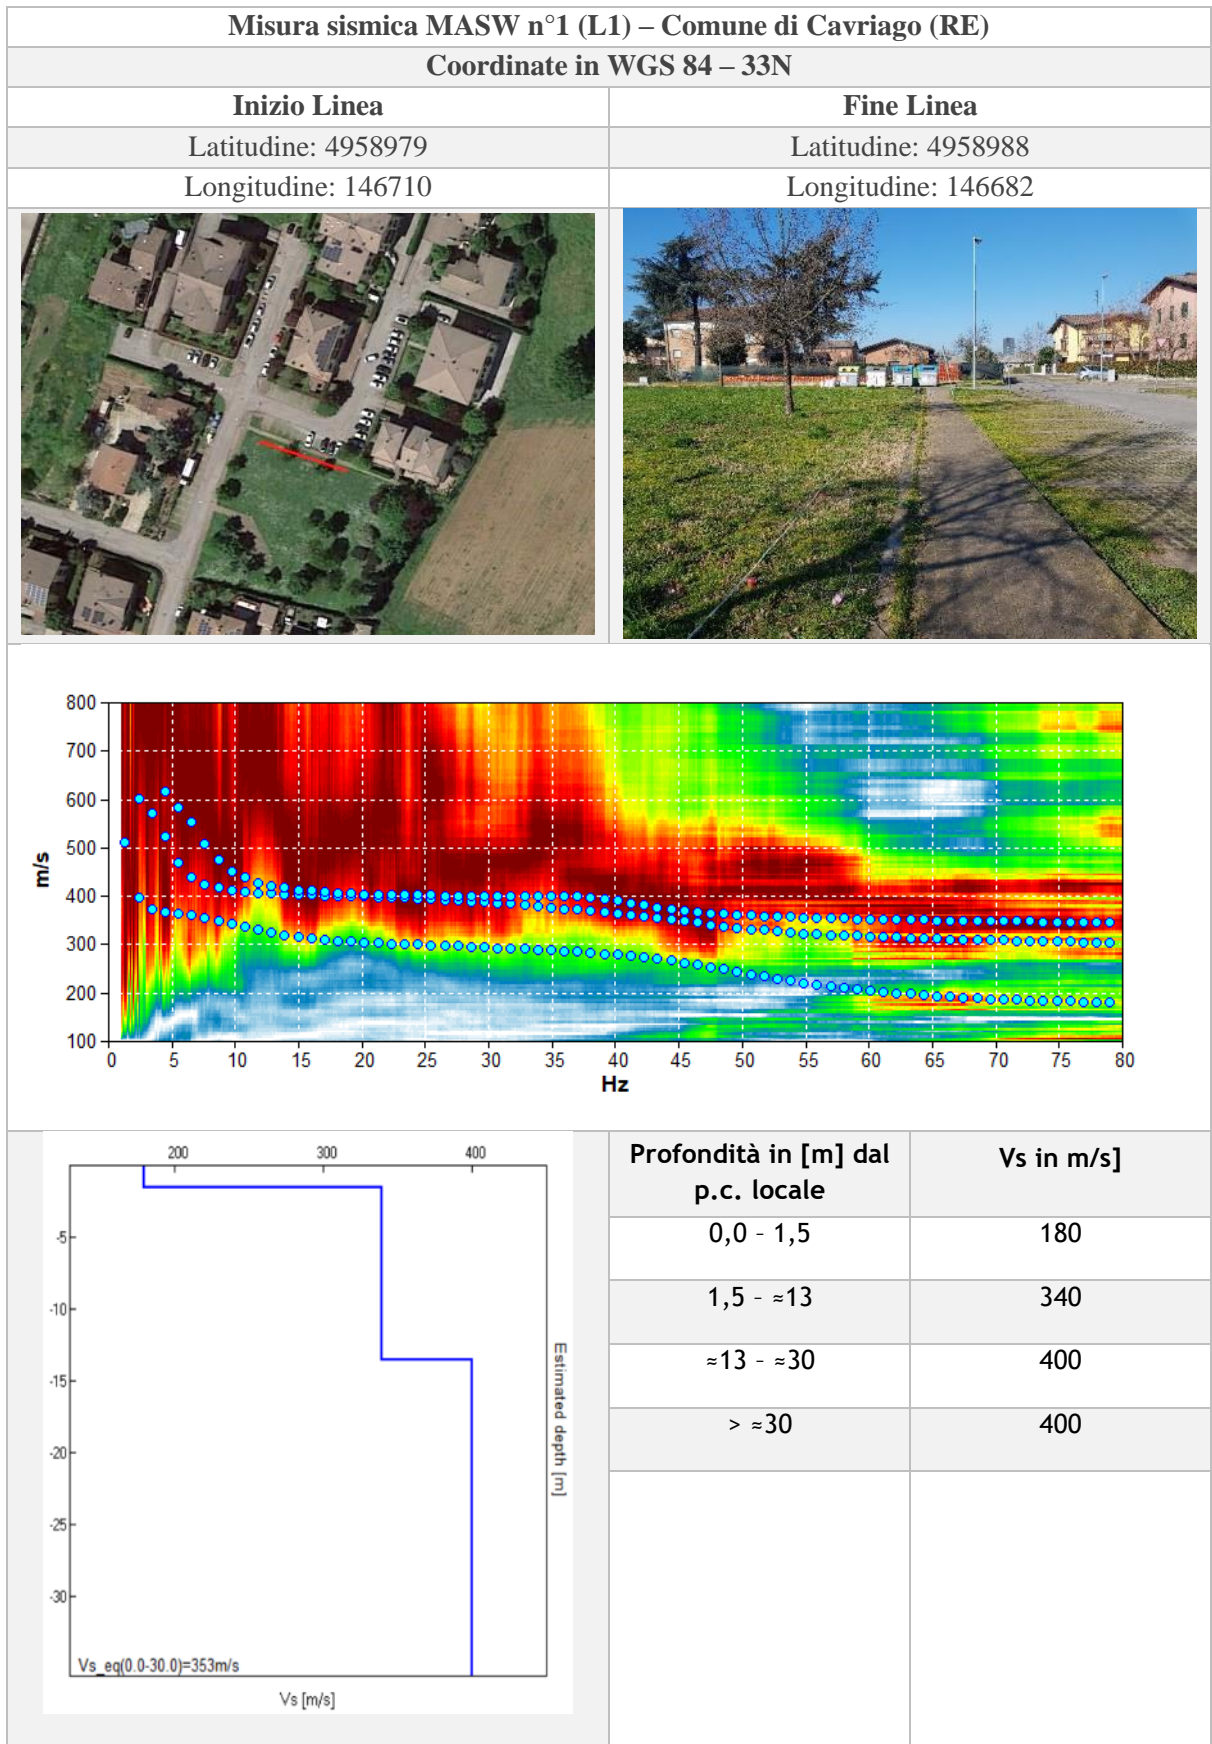 Misura sismica MASW n°1 (L1) – Comune di Cavriago (RE)
Coordinate in WGS 84 – 33N
Inizio Linea
Fine Linea
Latitudine: 4958979
Latitudine: 4958988
Longitudine: 146710
Longitudine: 146682
800
700
600
500
400
300
200
100
m/s
0 5 10 15 20 25 30 35 40 45 50 55 60 65 70 75 80
Hz
200 300 400
-5
-10
-15
-20
-25
-30
Estimated depth [m]
Vs_eq(0.0-30.0)=353m/s
Vs [m/s]
Profondità in [m] dal
p.c. locale
Vs in m/s]
0,0 – 1,5
180
1,5 – ≈13
340
≈13 – ≈30
400
> ≈30
400